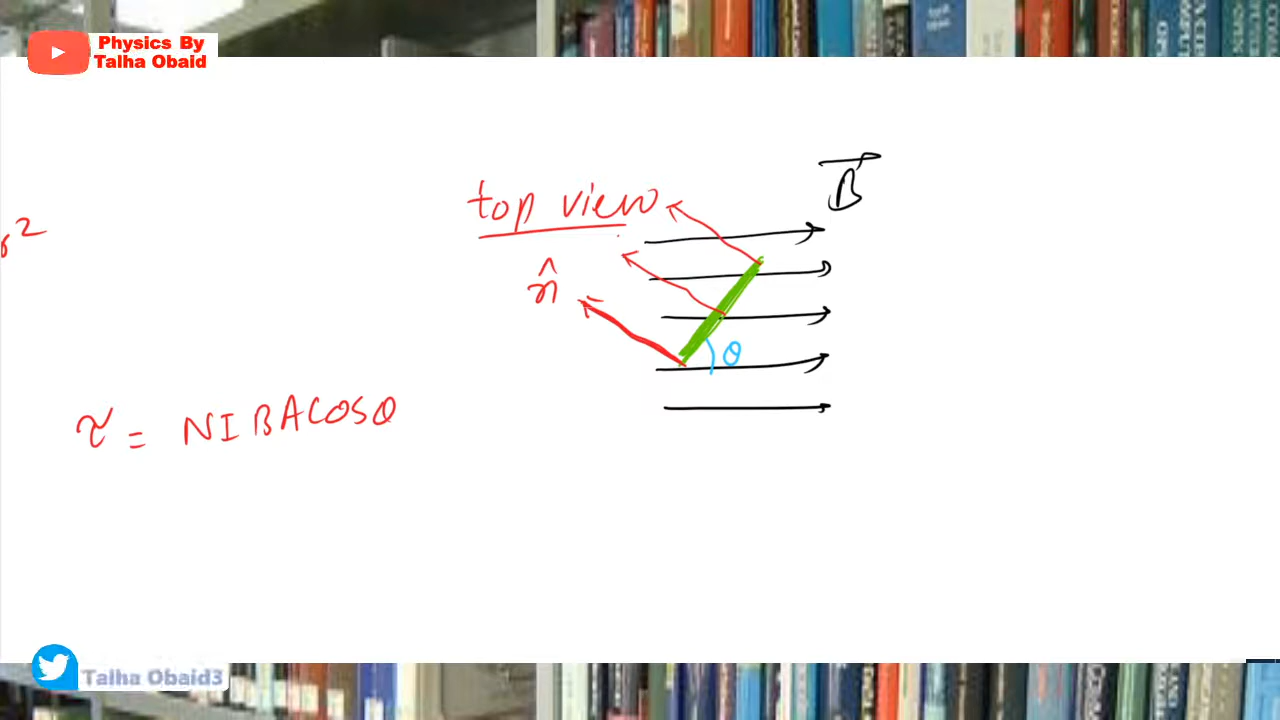 Physics By
Talha Obaid
B
top view
n̂
θ
τ = NIBACOSθ
Talha Obaid3